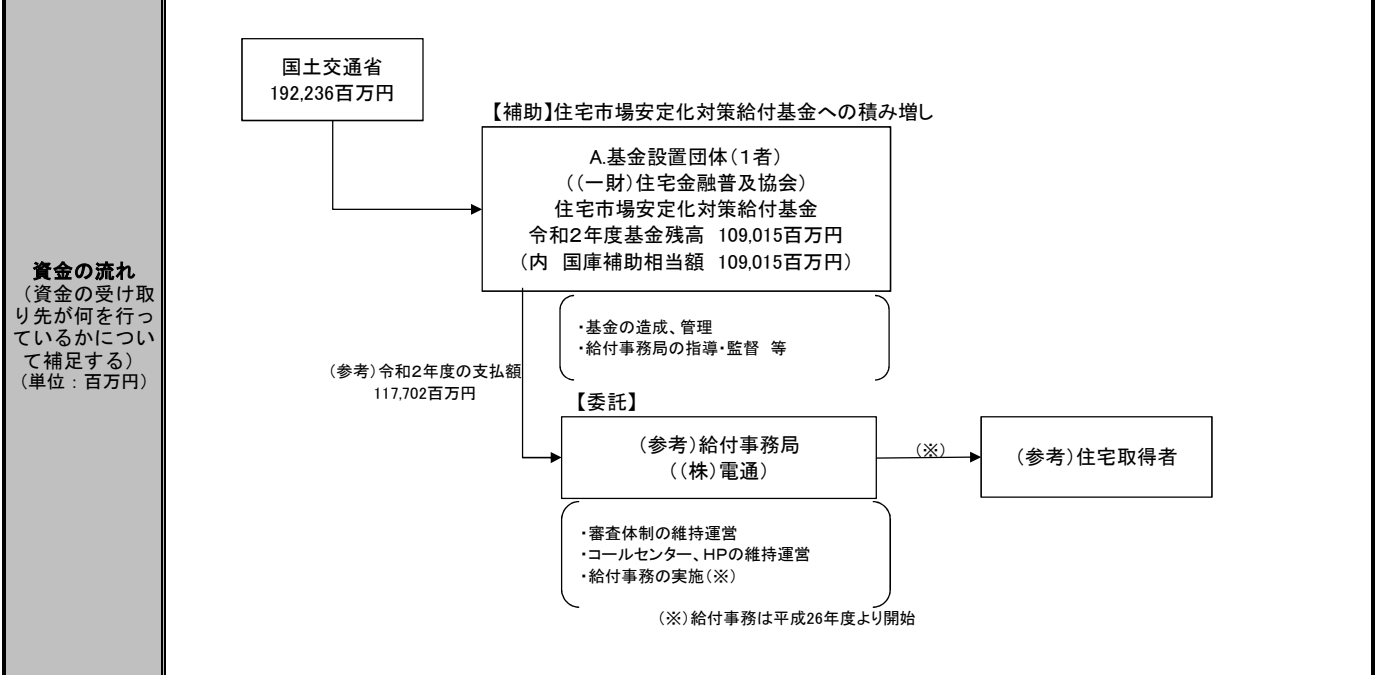 資金の流れ
（資金の受け取
り先が何を行っ
ているかについ
て補足する）
（単位：百万円）
国土交通省
192,236百万円
【補助】住宅市場安定化対策給付基金への積み増し
A.基金設置団体（１者）
（（一財）住宅金融普及協会）
住宅市場安定化対策給付基金
令和２年度基金残高　109,015百万円
（内　国庫補助相当額　109,015百万円）
・基金の造成、管理
・給付事務局の指導・監督　等
（参考）令和２年度の支払額
117,702百万円
【委託】
（参考）給付事務局
（（株）電通）
（※）
（参考）住宅取得者
・審査体制の維持運営
・コールセンター、HPの維持運営
・給付事務の実施（※）
（※）給付事務は平成26年度より開始